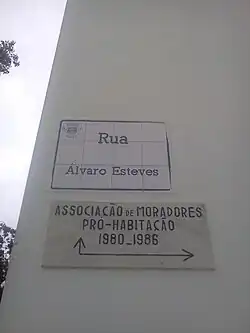 Rua
Álvaro Esteves
ASSOCIAÇÃO DE MORADORES
PRO-HABITAÇÃO
1980_1986